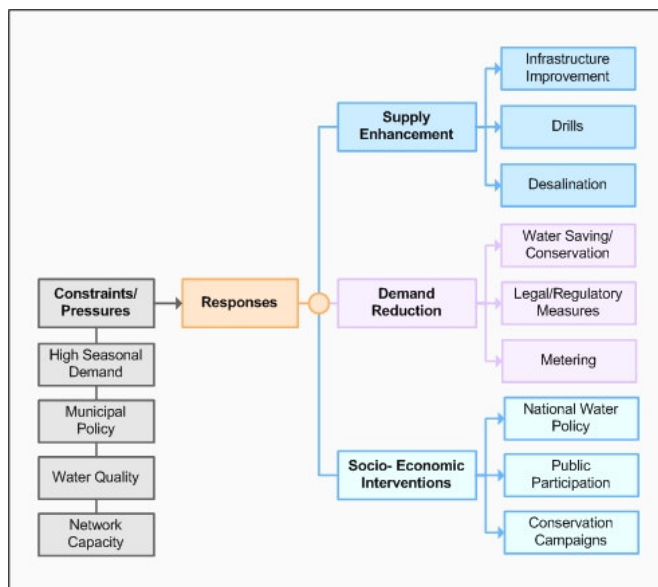 Infrastructure
Improvement
Supply
Enhancement
Drills
Desalination
Water Saving/
Conservation
Constraints/
Pressures
Responses
Demand
Reduction
Legal/Regulatory
Measures
High Seasonal
Demand
Metering
Municipal
Policy
National Water
Policy
Water Quality
Socio- Economic
Interventions
Public
Participation
Network
Capacity
Conservation
Campaigns